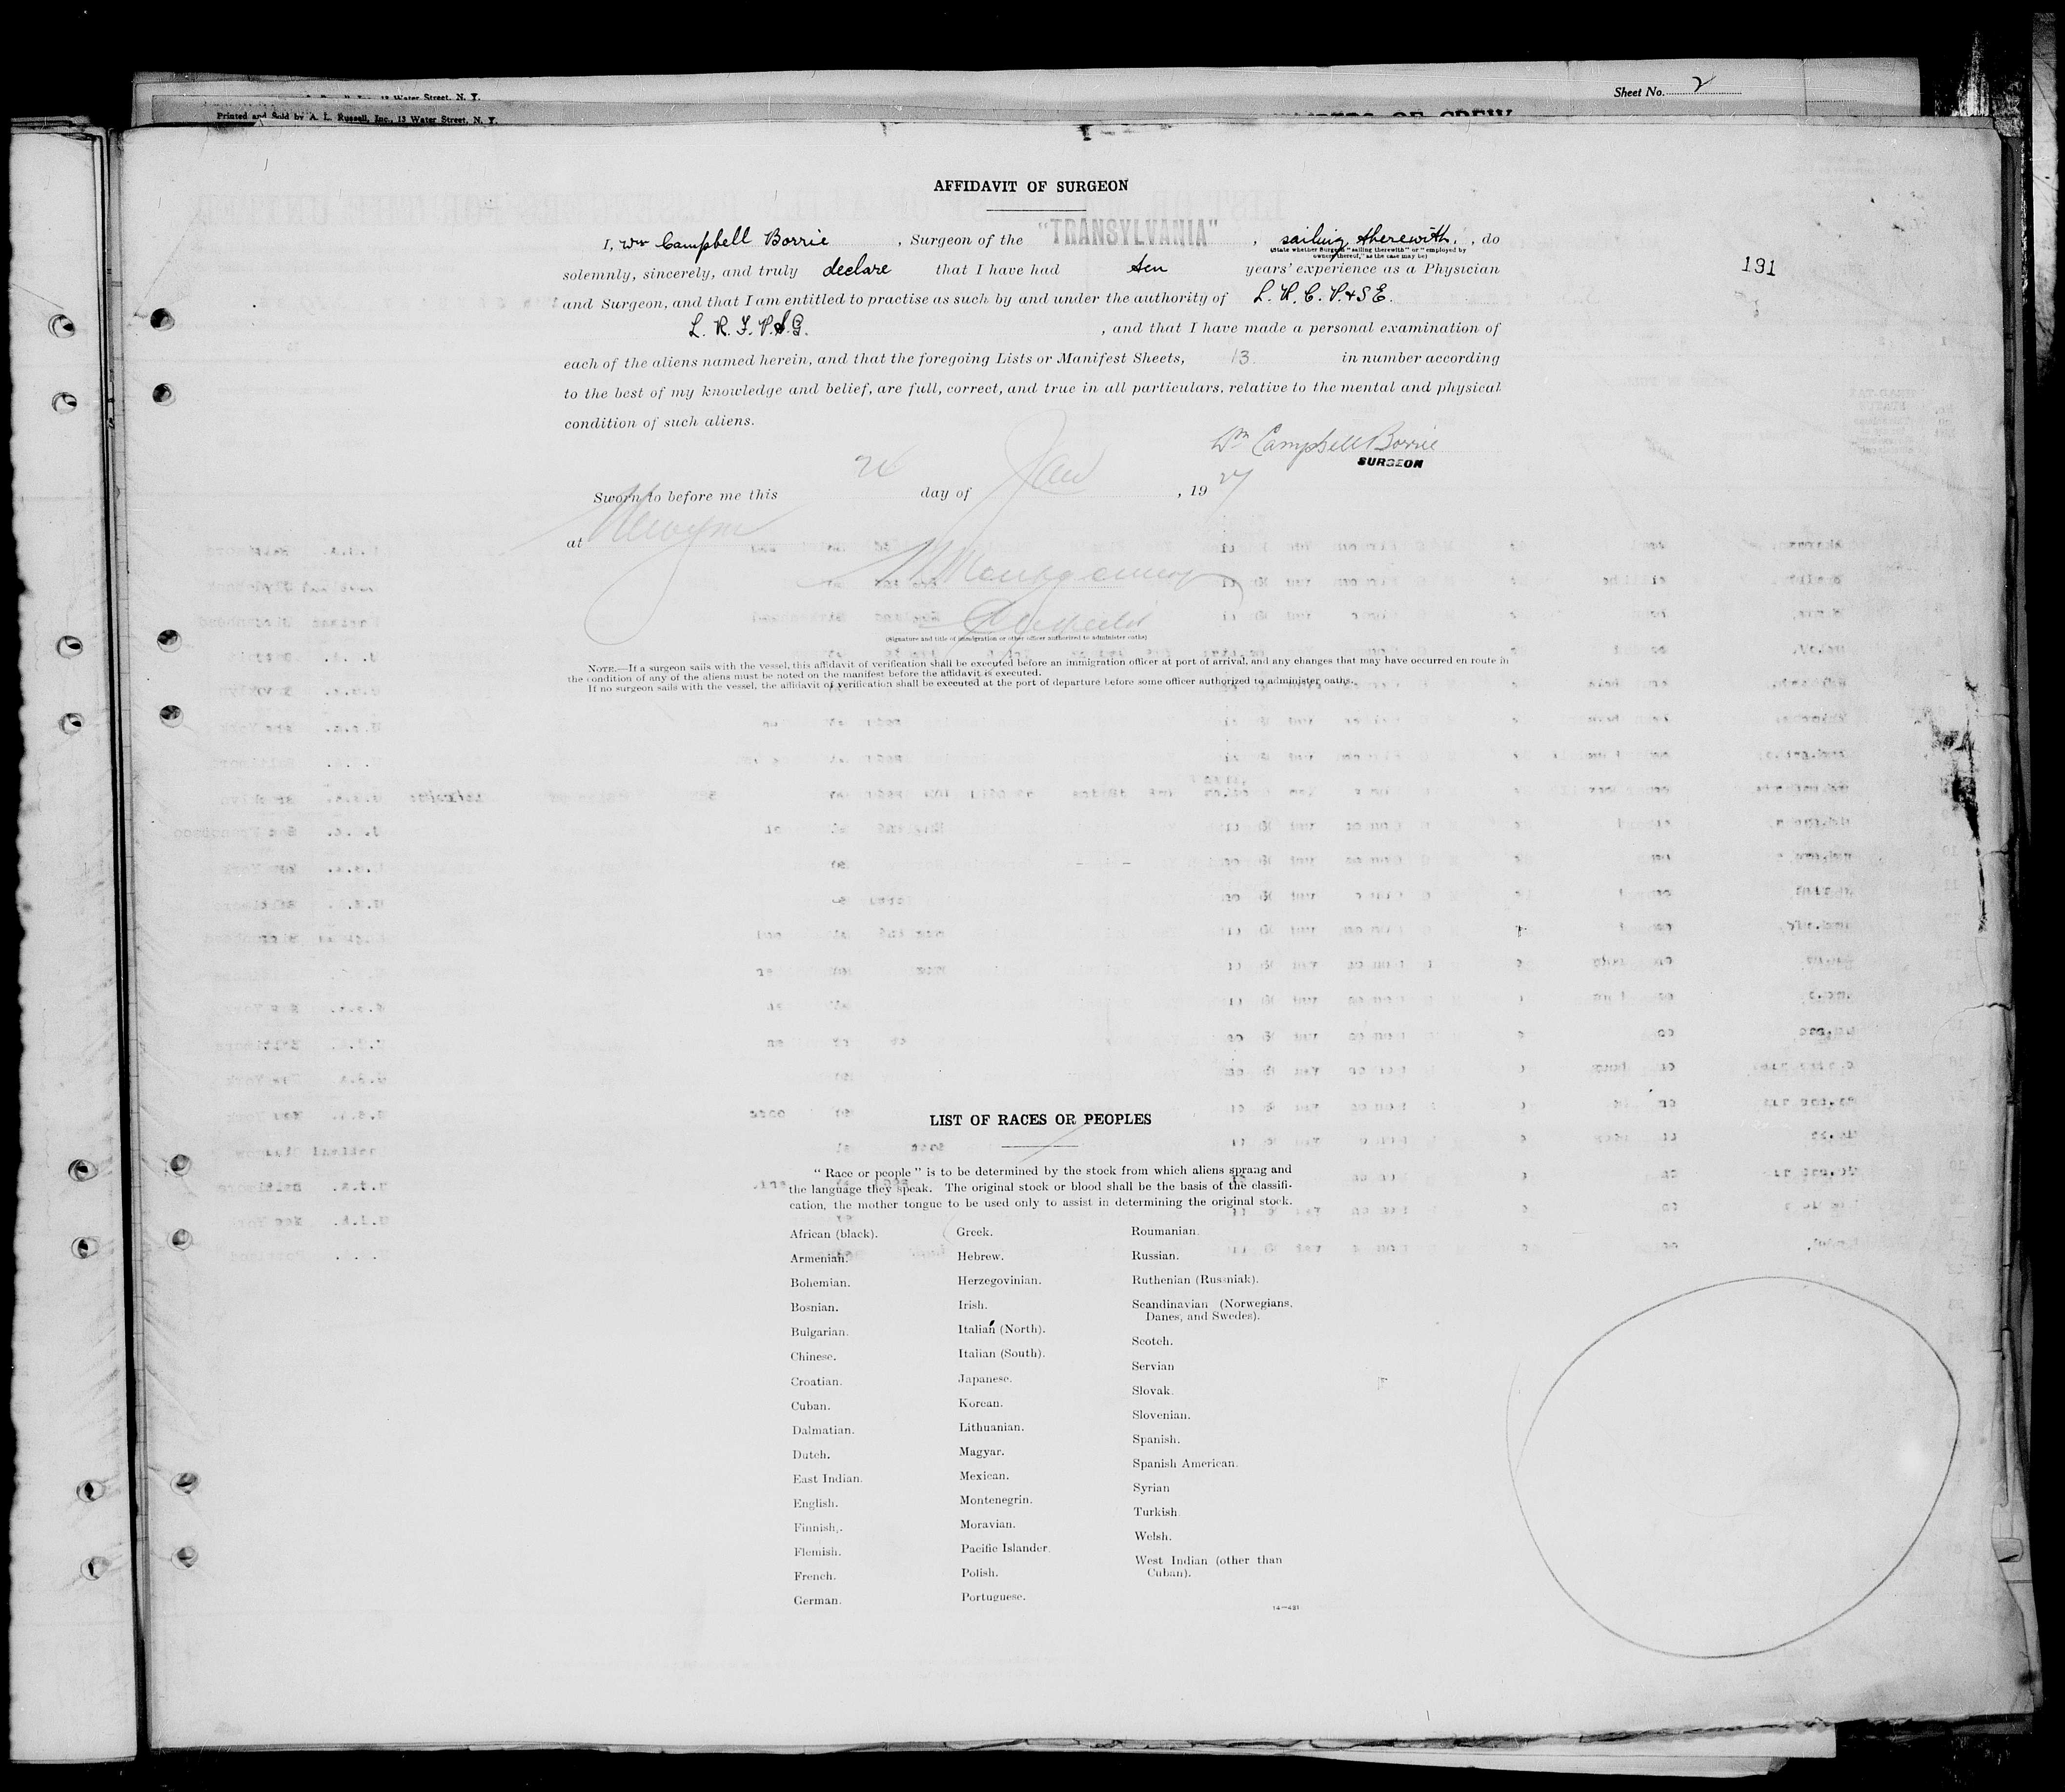 Sheet No. 2
Water Street, N. Y.
Printed and Sold by A. L. Russell, Inc., 13 Water Street, N. Y.
OF CREW
AFFIDAVIT OF SURGEON
I, Wm Campbell Borrie, Surgeon of the "TRANSYLVANIA", sailing therewith, do
(State whether Surgeon "sailing therewith" or "employed by
owners thereof," as the case may be)
191
solemnly, sincerely, and truly declare that I have had ten years' experience as a Physician
and Surgeon, and that I am entitled to practise as such by and under the authority of L. R. C. P. & S E.
L. R. F. P. S. G. , and that I have made a personal examination of
each of the aliens named herein, and that the foregoing Lists or Manifest Sheets, 13 in number according
to the best of my knowledge and belief, are full, correct, and true in all particulars, relative to the mental and physical
condition of such aliens.
Wm Campbell Borrie
SURGEON
Sworn to before me this day of Jan, 1927
at
(Signature and title of immigration or other officer authorized to administer oaths)
NOTE.—If a surgeon sails with the vessel, this affidavit of verification shall be executed before an immigration officer at port of arrival, and any changes that may have occurred en route in
the condition of any of the aliens must be noted on the manifest before the affidavit is executed.
If no surgeon sails with the vessel, the affidavit of verification shall be executed at the port of departure before some officer authorized to administer oaths.
LIST OF RACES OR PEOPLES
"Race or people" is to be determined by the stock from which aliens sprang and
the language they speak. The original stock or blood shall be the basis of the classifi-
cation, the mother tongue to be used only to assist in determining the original stock.
African (black).
Armenian.
Bohemian.
Bosnian.
Bulgarian.
Chinese.
Croatian.
Cuban.
Dalmatian.
Dutch.
East Indian.
English.
Finnish.
Flemish.
French.
German.
Greek.
Hebrew.
Herzegovinian.
Irish.
Italian (North).
Italian (South).
Japanese.
Korean.
Lithuanian.
Magyar.
Mexican.
Montenegrin.
Moravian.
Pacific Islander.
Polish.
Portuguese.
Roumanian.
Russian.
Ruthenian (Russniak).
Scandinavian (Norwegians,
Danes, and Swedes).
Scotch.
Servian
Slovak.
Slovenian.
Spanish.
Spanish American.
Syrian
Turkish
Welsh.
West Indian (other than
Cuban).
14—431